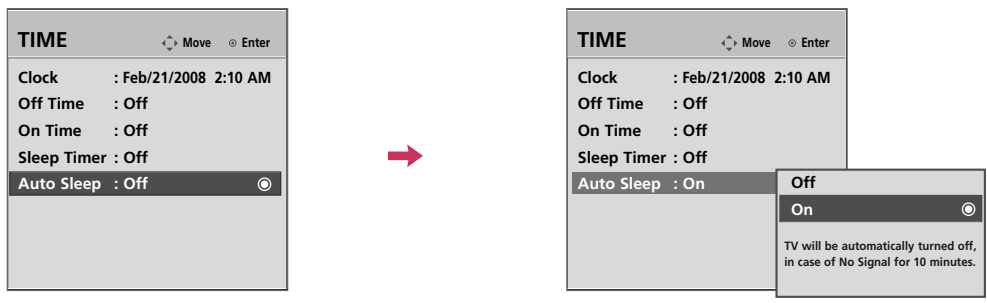 TIME Move Enter
Clock : Feb/21/2008 2:10 AM
Off Time : Off
On Time : Off
Sleep Timer : Off
Auto Sleep : Off
TIME Move Enter
Clock : Feb/21/2008 2:10 AM
Off Time : Off
On Time : Off
Sleep Timer : Off
Auto Sleep : On
Off
On
TV will be automatically turned off,
in case of No Signal for 10 minutes.